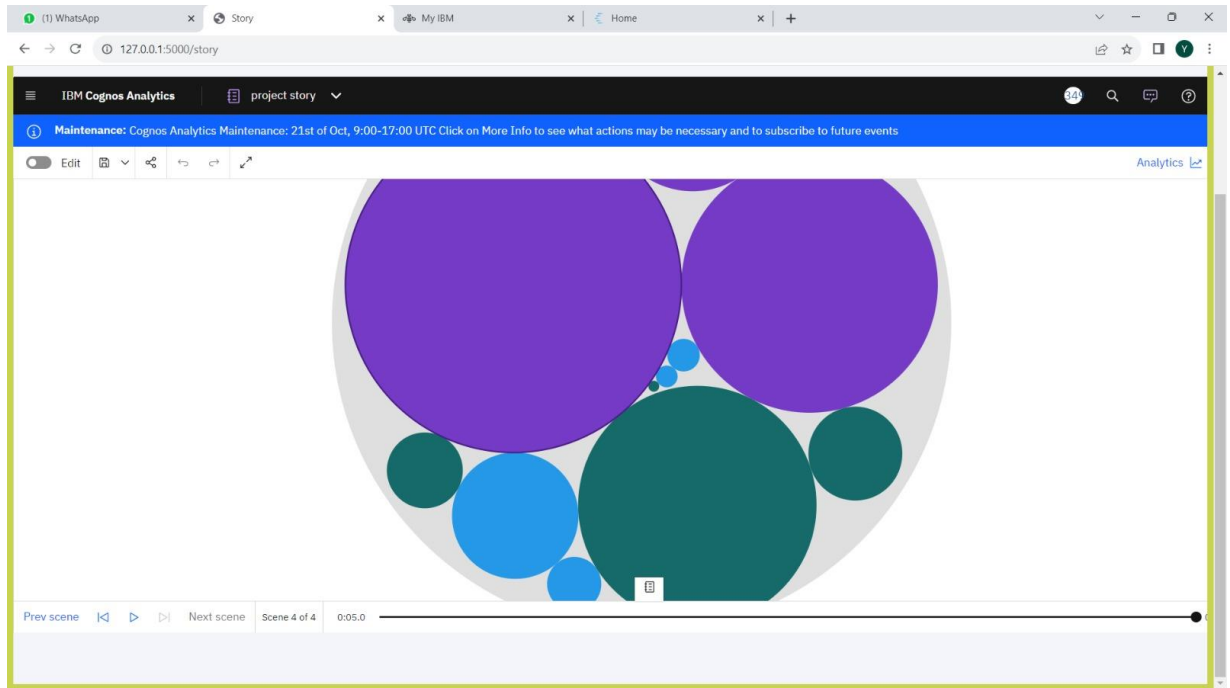 1 (1) WhatsApp Story My IBM Home
127.0.0.1:5000/story Y
IBM Cognos Analytics project story 349
Maintenance: Cognos Analytics Maintenance: 21st of Oct, 9:00-17:00 UTC Click on More Info to see what actions may be necessary and to subscribe to future events
Edit Analytics
Prev scene Next scene Scene 4 of 4 0:05.0